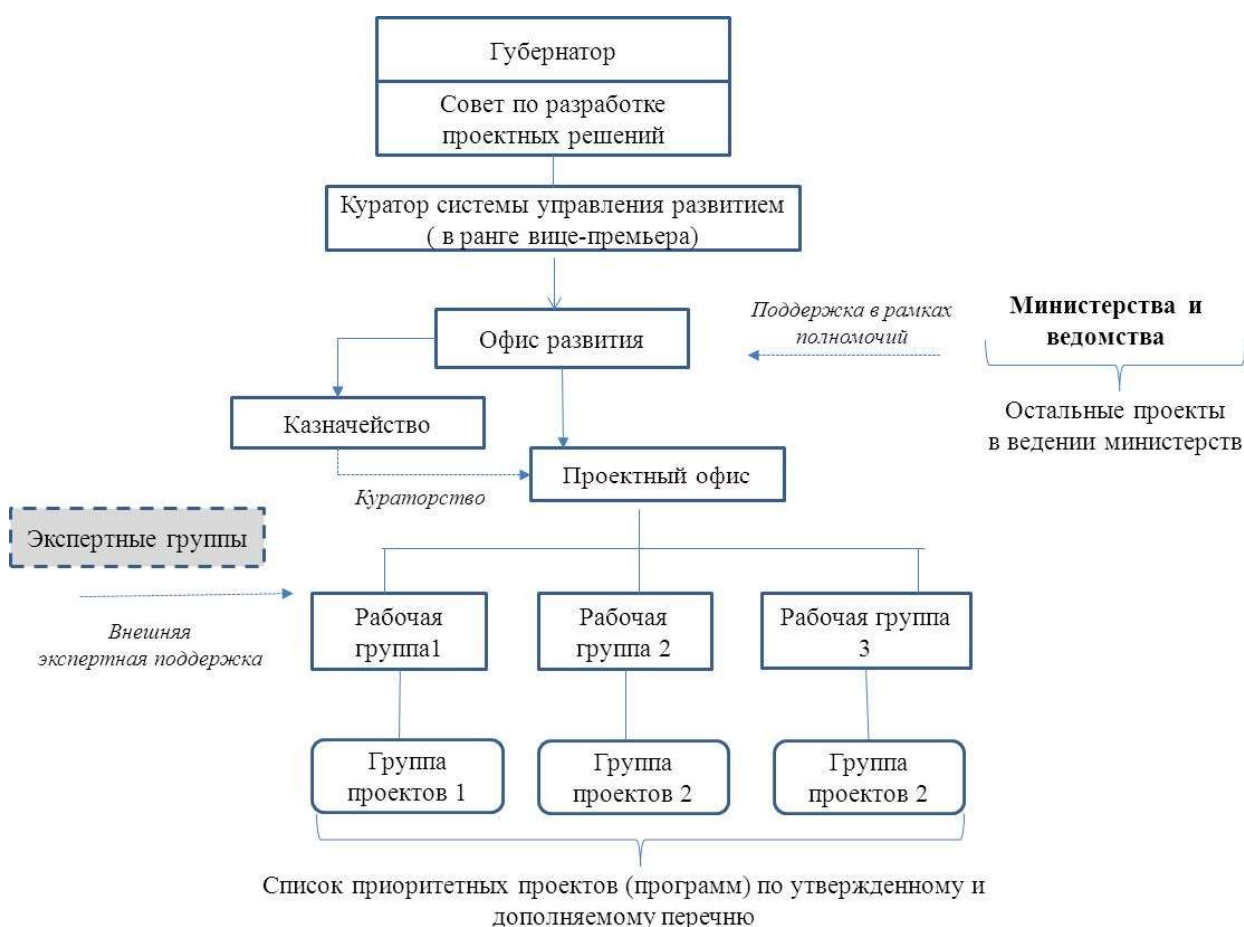 Губернатор
Совет по разработке
проектных решений
Куратор системы управления развитием
( в ранге вице-премьера)
Офис развития
Поддержка в рамках
полномочий
Министерства и
ведомства
Остальные проекты
в ведении министерств
Казначейство
Кураторство
Проектный офис
Экспертные группы
Внешняя
экспертная поддержка
Рабочая
группа1
Рабочая
группа 2
Рабочая группа
3
Группа
проектов 1
Группа
проектов 2
Группа
проектов 2
Список приоритетных проектов (программ) по утвержденному и
дополняемому перечню